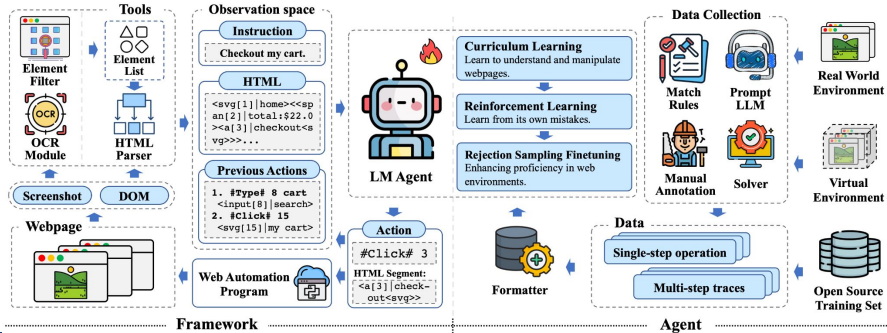 Tools
Element
Filter
Element
List
OCR
OCR
Module
HTML
Parser
Screenshot
DOM
Webpage
Observation space
Instruction
Checkout my cart.
HTML
<svg[1]|home><<sp
an[2]|total:$22.0
><a[3]|checkout<s
vg>>>...
Previous Actions
1. #Type# 8 cart
<input[8]|search>
2. #Click# 15
<svg[15]|my cart>
LM Agent
Action
#Click# 3
HTML Segment:
<a[3]|check-
out<svg>>
Web Automation
Program
Framework
Curriculum Learning
Learn to understand and manipulate
webpages.
Reinforcement Learning
Learn from its own mistakes.
Rejection Sampling Finetuning
Enhancing proficiency in web
environments.
Data Collection
Match
Rules
Prompt
LLM
Manual
Annotation
Solver
Real World
Environment
Virtual
Environment
Data
Single-step operation
Multi-step traces
Formatter
Open Source
Training Set
Agent